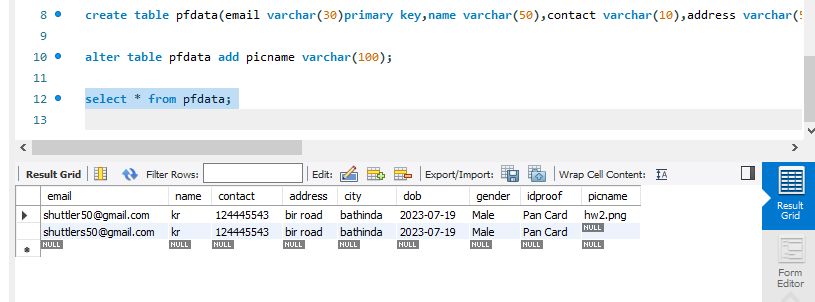 8 create table pfdata(email varchar(30)primary key,name varchar(50),contact varchar(10),address varchar(
9
10 alter table pfdata add picname varchar(100);
11
12 select * from pfdata;
13
Result Grid Filter Rows: Edit: Export/Import: Wrap Cell Content: IA
email name contact address city dob gender idproof picname
shuttler50@gmail.com kr 124445543 bir road bathinda 2023-07-19 Male Pan Card hw2.png
shuttlers50@gmail.com kr 124445543 bir road bathinda 2023-07-19 Male Pan Card NULL
NULL NULL NULL NULL NULL NULL NULL NULL NULL
Result
Grid
Form
Editor